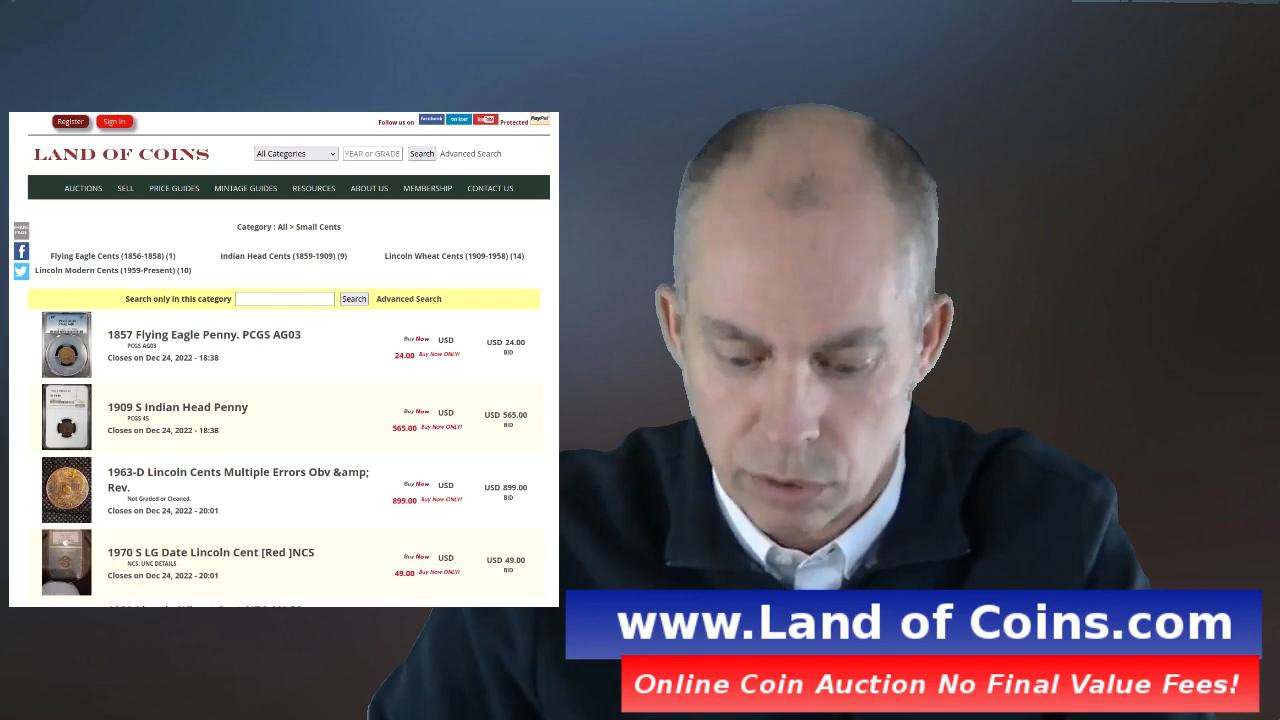 Register Sign in
Follow us on Facebook twitter YouTube Protected PayPal
LAND OF COINS
All Categories YEAR or GRADE Search Advanced Search
AUCTIONS SELL PRICE GUIDES MINTAGE GUIDES RESOURCES ABOUT US MEMBERSHIP CONTACT US
SHARE
PAGE
Category : All > Small Cents
Flying Eagle Cents (1856-1858) (1) Indian Head Cents (1859-1909) (9) Lincoln Wheat Cents (1909-1958) (14)
Lincoln Modern Cents (1959-Present) (10)
Search only in this category Search Advanced Search
1857 Flying Eagle Penny. PCGS AG03
PCGS AG03
Closes on Dec 24, 2022 - 18:38
Buy Now USD
24.00 Buy Now ONLY!
USD 24.00
BID
1909 S Indian Head Penny
PCGS 45
Closes on Dec 24, 2022 - 18:38
Buy Now USD
565.00 Buy Now ONLY!
USD 565.00
BID
1963-D Lincoln Cents Multiple Errors Obv &amp;
Rev.
Not Graded or Cleaned.
Closes on Dec 24, 2022 - 20:01
Buy Now USD
899.00 Buy Now ONLY!
USD 899.00
BID
1970 S LG Date Lincoln Cent [Red ]NCS
NCS: UNC DETAILS
Closes on Dec 24, 2022 - 20:01
Buy Now USD
49.00 Buy Now ONLY!
USD 49.00
BID
www.Land of Coins.com
Online Coin Auction No Final Value Fees!